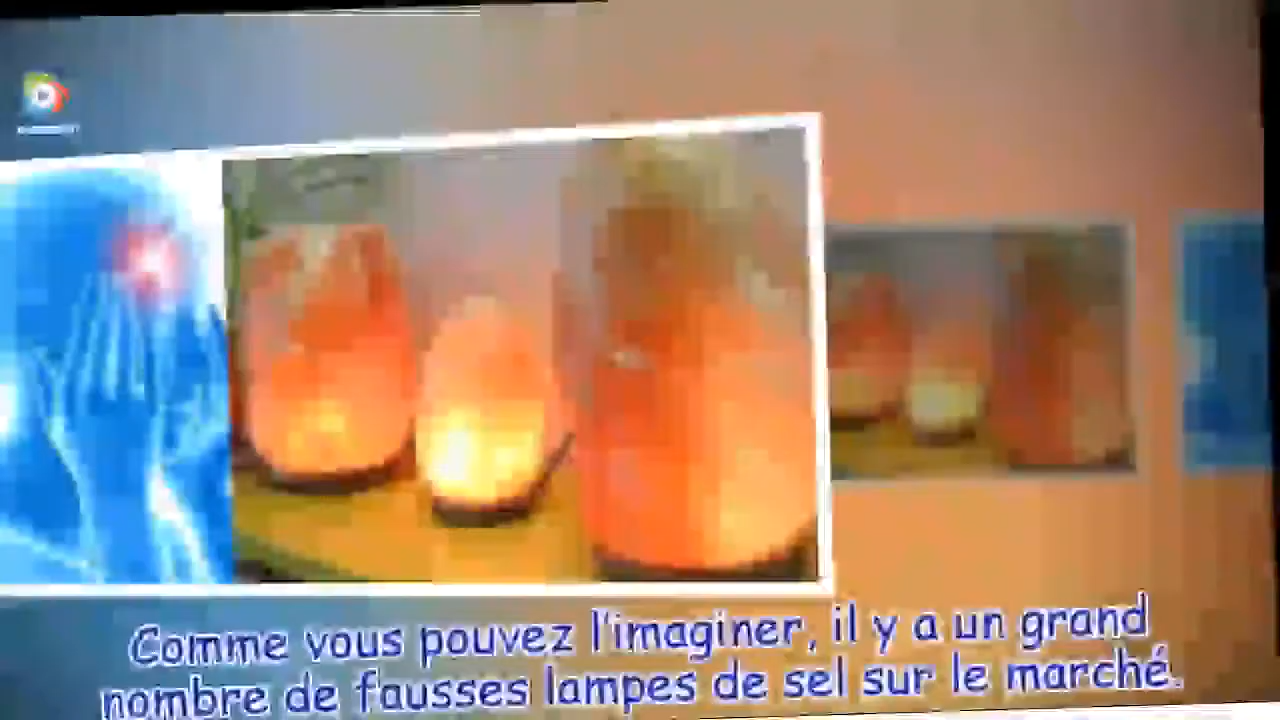 Comme vous pouvez l'imaginer, il y a un grand
nombre de fausses lampes de sel sur le marché.